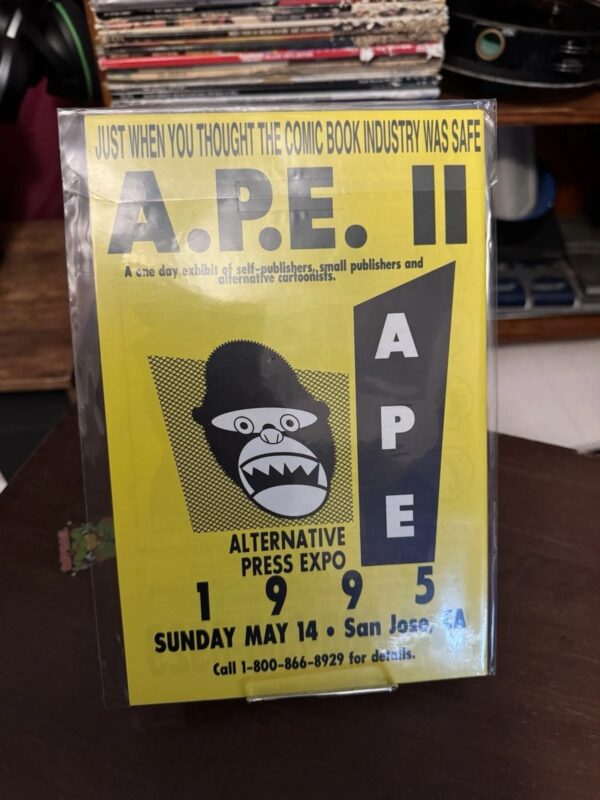 JUST WHEN YOU THOUGHT THE COMIC BOOK INDUSTRY WAS SAFE
A.P.E. II
A one day exhibit of self-publishers, small publishers and
alternative cartoonists.
A
P
E
ALTERNATIVE
PRESS EXPO
1 9 9 5
SUNDAY MAY 14 • San Jose, CA
Call 1-800-866-8929 for details.